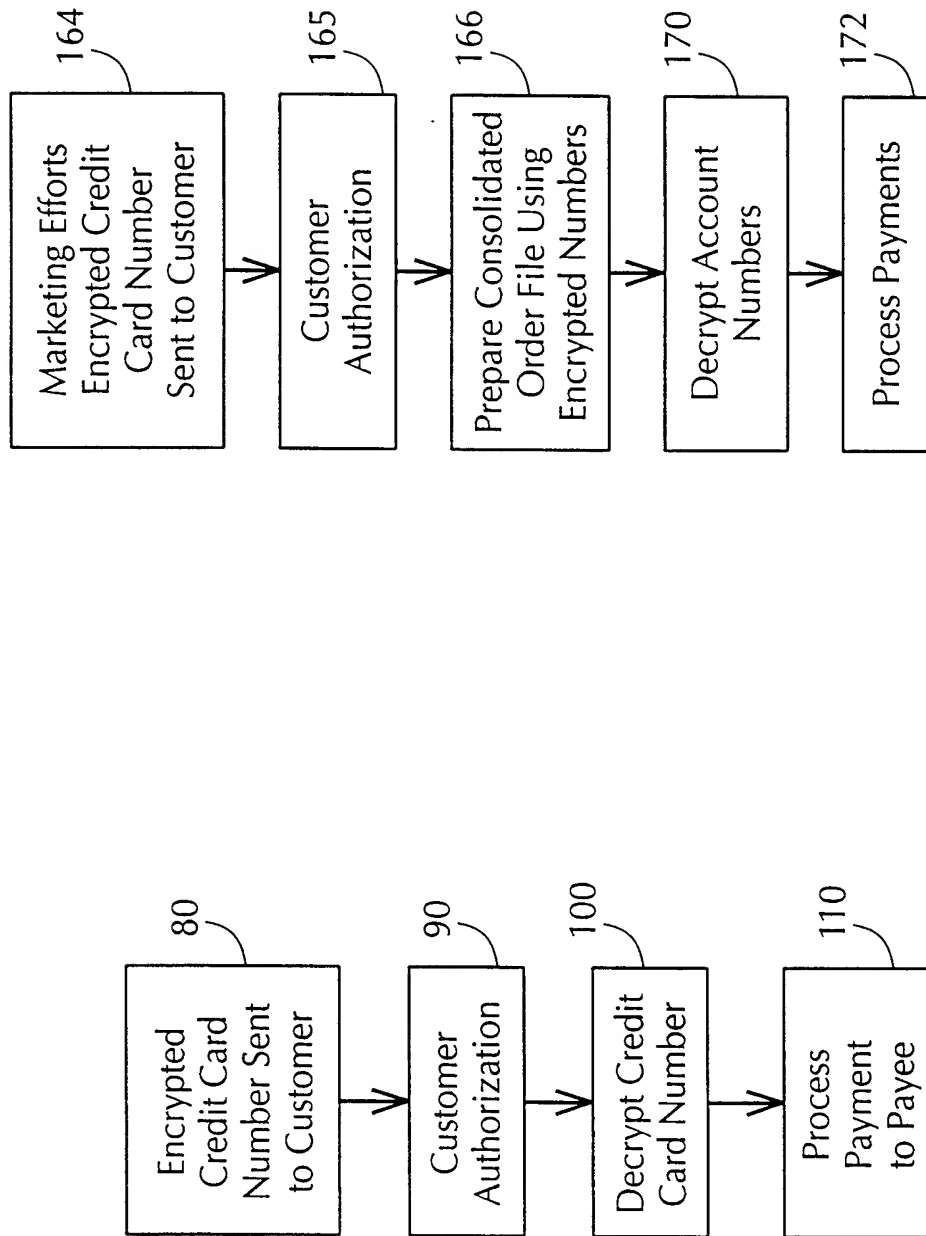 80
Encrypted
Credit Card
Number Sent
to Customer
90
Customer
Authorization
100
Decrypt Credit
Card Number
110
Process
Payment
to Payee
164
Marketing Efforts
Encrypted Credit
Card Number
Sent to Customer
165
Customer
Authorization
166
Prepare Consolidated
Order File Using
Encrypted Numbers
170
Decrypt Account
Numbers
172
Process Payments